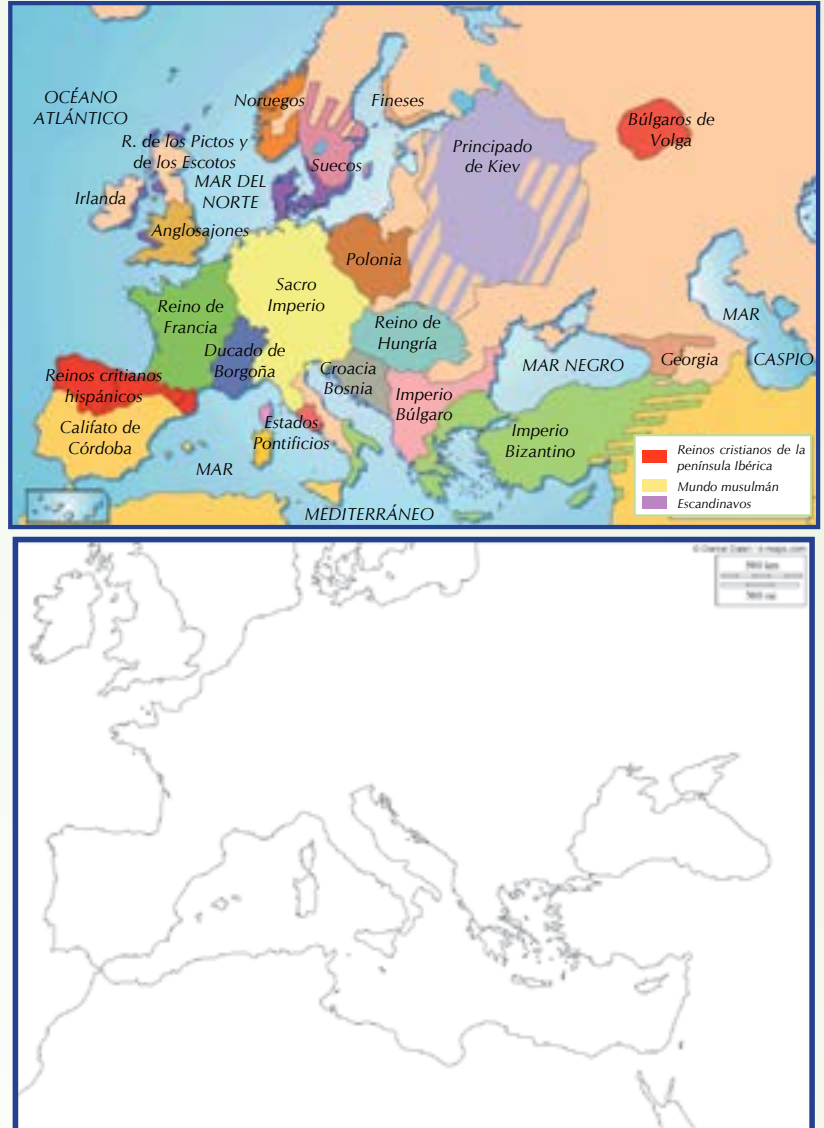 OCÉANO
ATLÁNTICO
Noruegos
Fineses
Búlgaros de
Volga
R. de los Pictos y
de los Escotos
Principado
de Kiev
Suecos
MAR DEL
NORTE
Irlanda
Anglosajones
Polonia
Sacro
Imperio
Reino de
Francia
Reino de
Hungría
MAR
CASPIO
Ducado de
Borgoña
Croacia
Bosnia
MAR NEGRO
Georgia
Reinos critianos
hispánicos
Imperio
Búlgaro
Califato de
Córdoba
Estados
Pontificios
Imperio
Bizantino
MAR
MEDITERRÁNEO
Reinos cristianos de la
península Ibérica
Mundo musulmán
Escandinavos
500 km